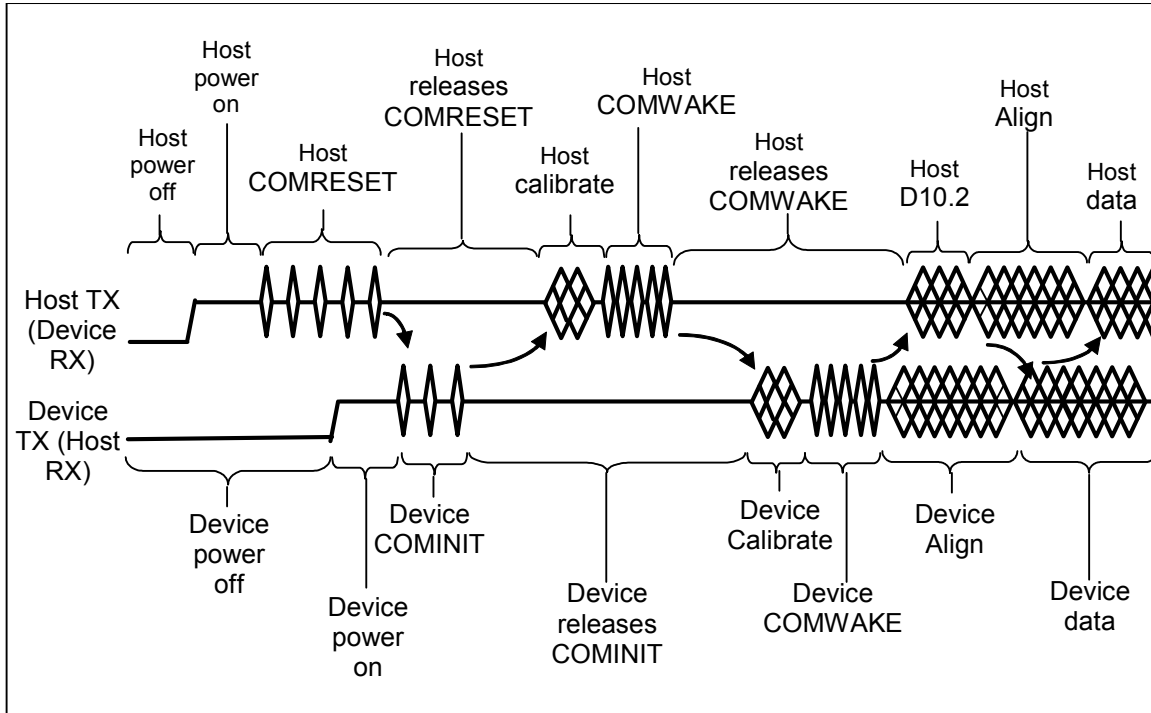 Host
power
off
Host
power
on
Host
COMRESET
Host
releases
COMRESET
Host
calibrate
Host
COMWAKE
Host
releases
COMWAKE
Host
D10.2
Host
Align
Host
data
Host TX
(Device
RX)
Device
TX (Host
RX)
Device
power
off
Device
power
on
Device
COMINIT
Device
releases
COMINIT
Device
Calibrate
Device
COMWAKE
Device
Align
Device
data